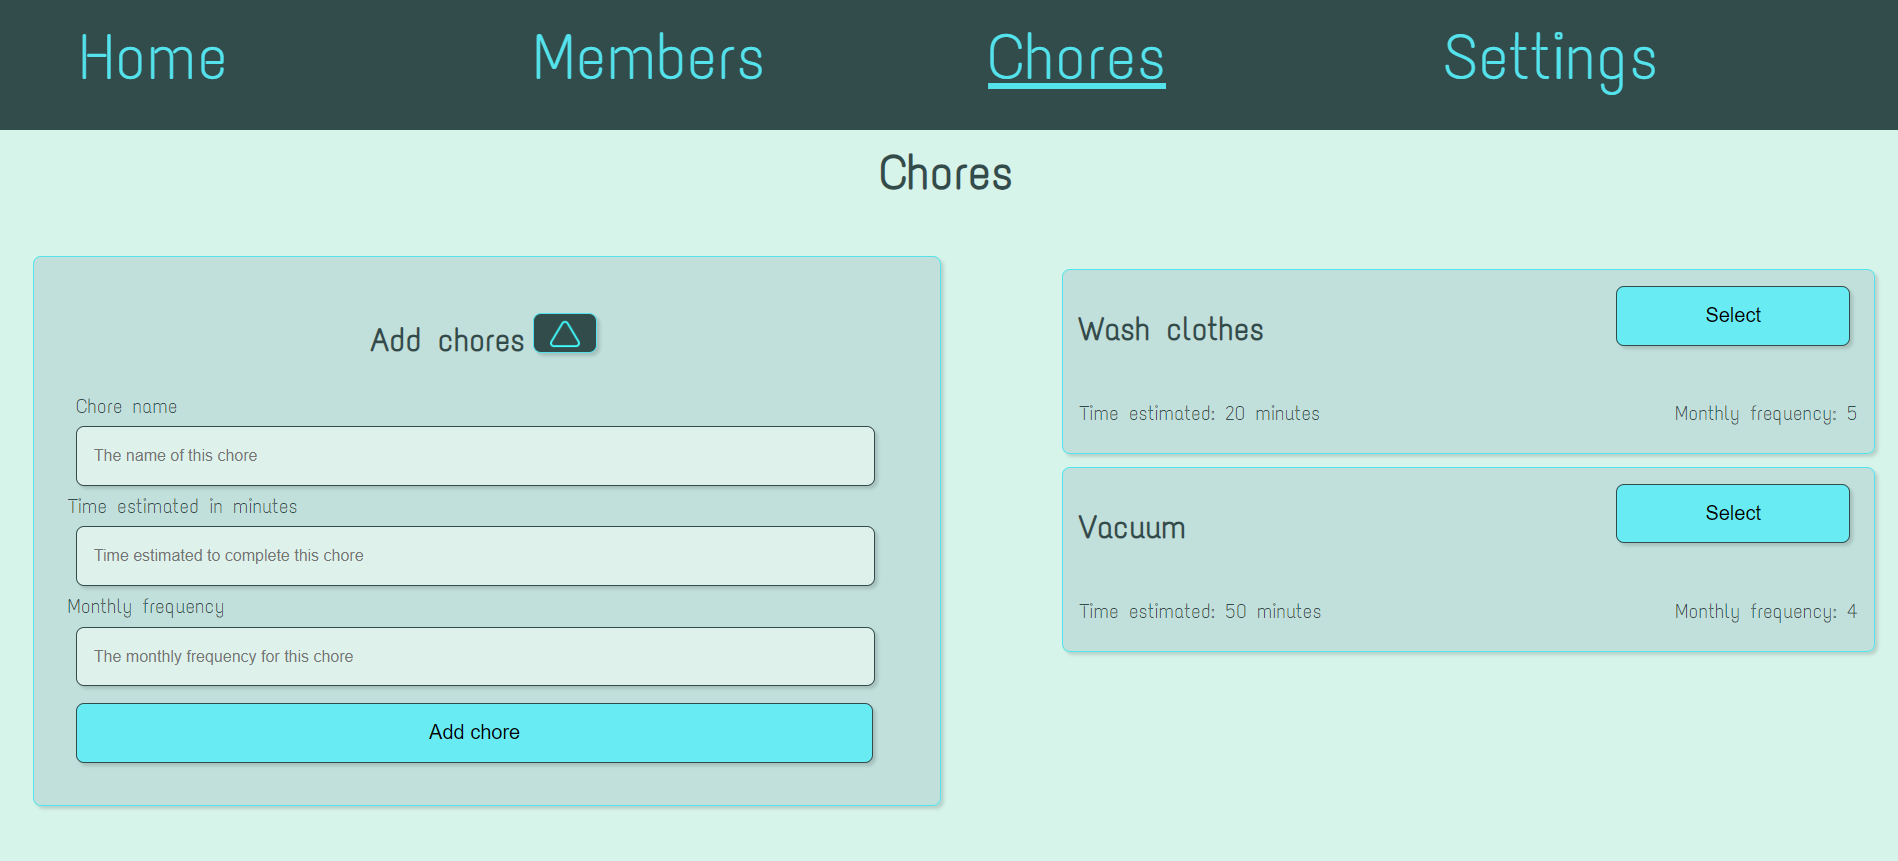 Home Members Chores Settings
Chores
Add chores
Chore name
The name of this chore
Time estimated in minutes
Time estimated to complete this chore
Monthly frequency
The monthly frequency for this chore
Add chore
Wash clothes
Select
Time estimated: 20 minutes Monthly frequency: 5
Vacuum
Select
Time estimated: 50 minutes Monthly frequency: 4